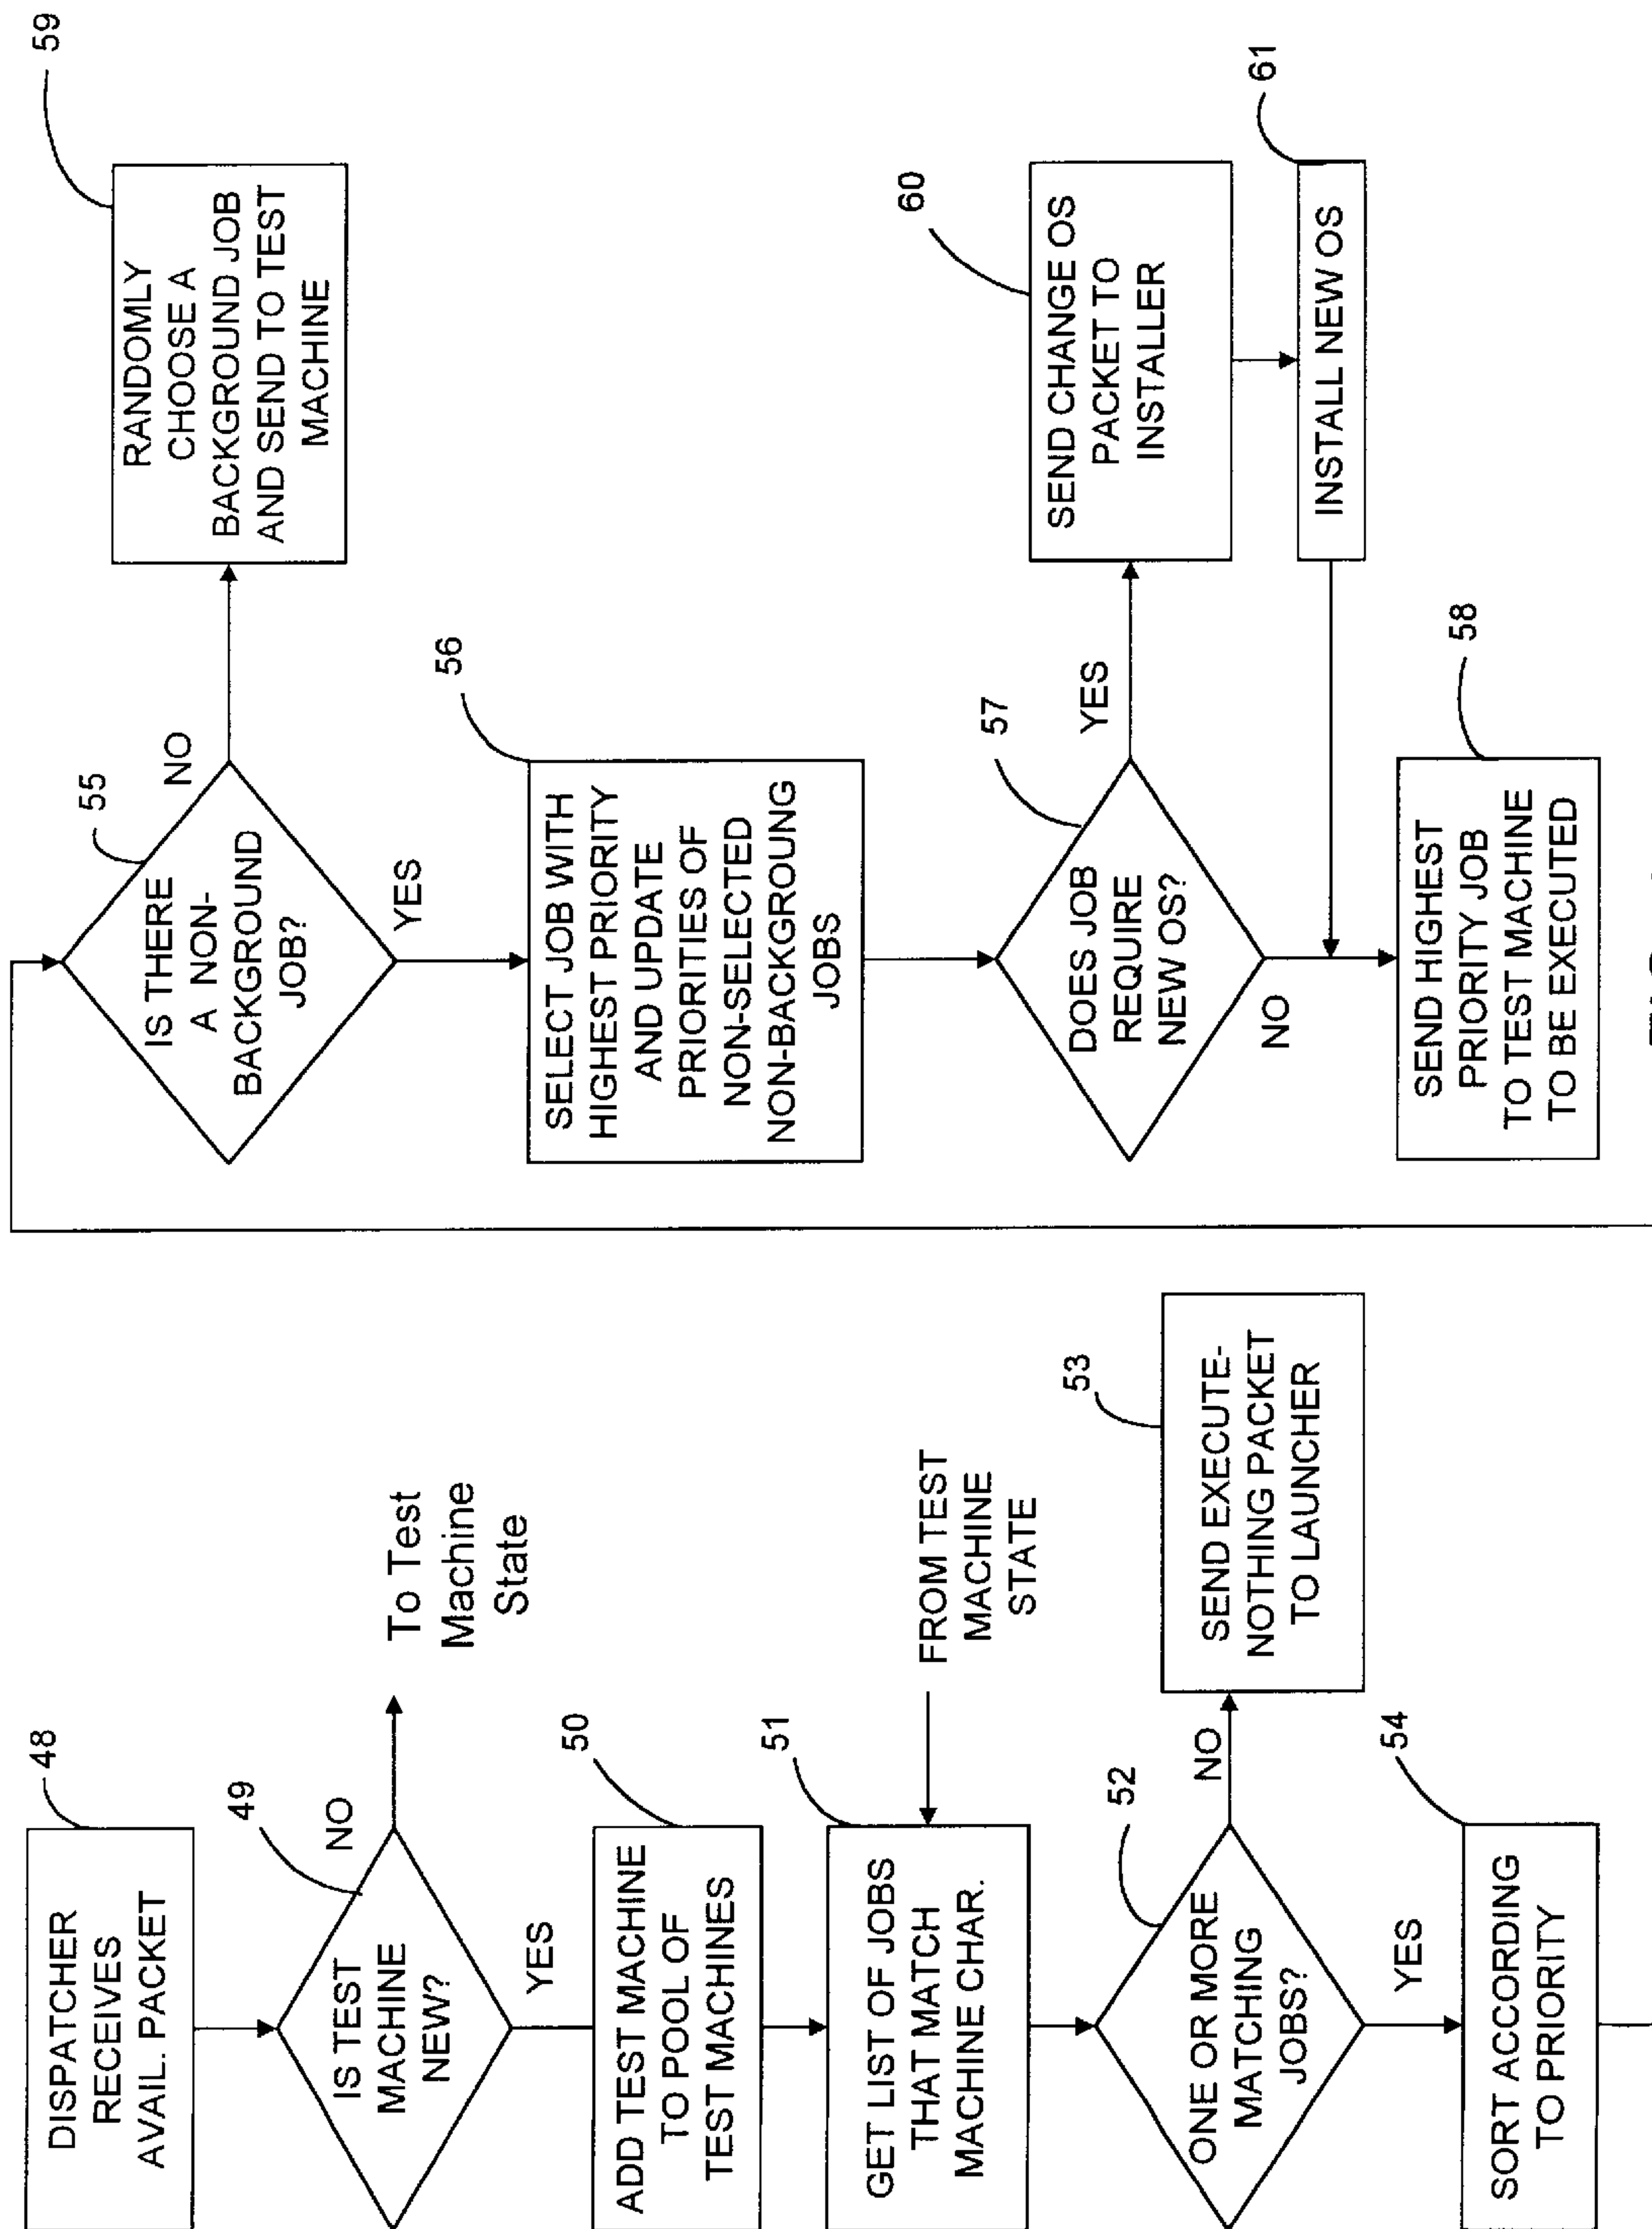 48
DISPATCHER
RECEIVES
AVAIL. PACKET
49
IS TEST
MACHINE
NEW?
NO
To Test
Machine
State
YES
50
ADD TEST MACHINE
TO POOL OF
TEST MACHINES
51
GET LIST OF JOBS
THAT MATCH
MACHINE CHAR.
FROM TEST
MACHINE
STATE
52
ONE OR MORE
MATCHING
JOBS?
NO
53
SEND EXECUTE-
NOTHING PACKET
TO LAUNCHER
YES
54
SORT ACCORDING
TO PRIORITY
55
IS THERE
A NON-
BACKGROUND
JOB?
NO
59
RANDOMLY
CHOOSE A
BACKGROUND JOB
AND SEND TO TEST
MACHINE
YES
56
SELECT JOB WITH
HIGHEST PRIORITY
AND UPDATE
PRIORITIES OF
NON-SELECTED
NON-BACKGROUNG
JOBS
57
DOES JOB
REQUIRE
NEW OS?
YES
60
SEND CHANGE OS
PACKET TO
INSTALLER
61
INSTALL NEW OS
NO
58
SEND HIGHEST
PRIORITY JOB
TO TEST MACHINE
TO BE EXECUTED